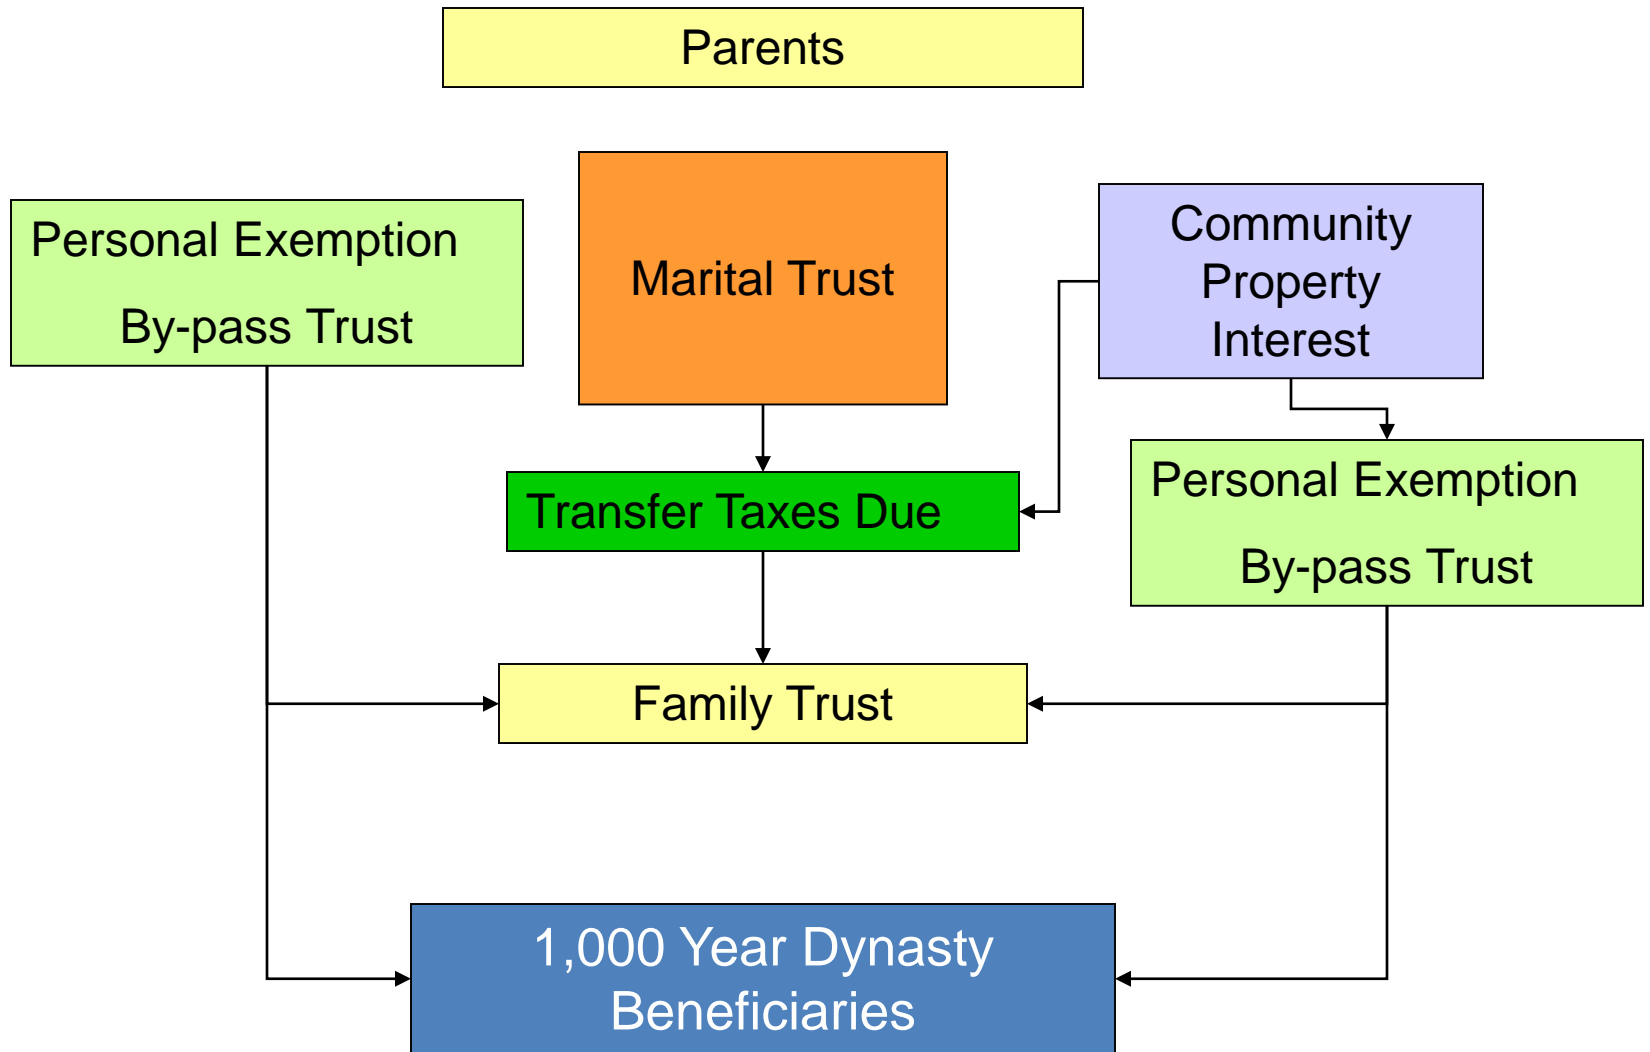 Parents
Personal Exemption
By-pass Trust
Marital Trust
Community
Property
Interest
Transfer Taxes Due
Personal Exemption
By-pass Trust
Family Trust
1,000 Year Dynasty
Beneficiaries